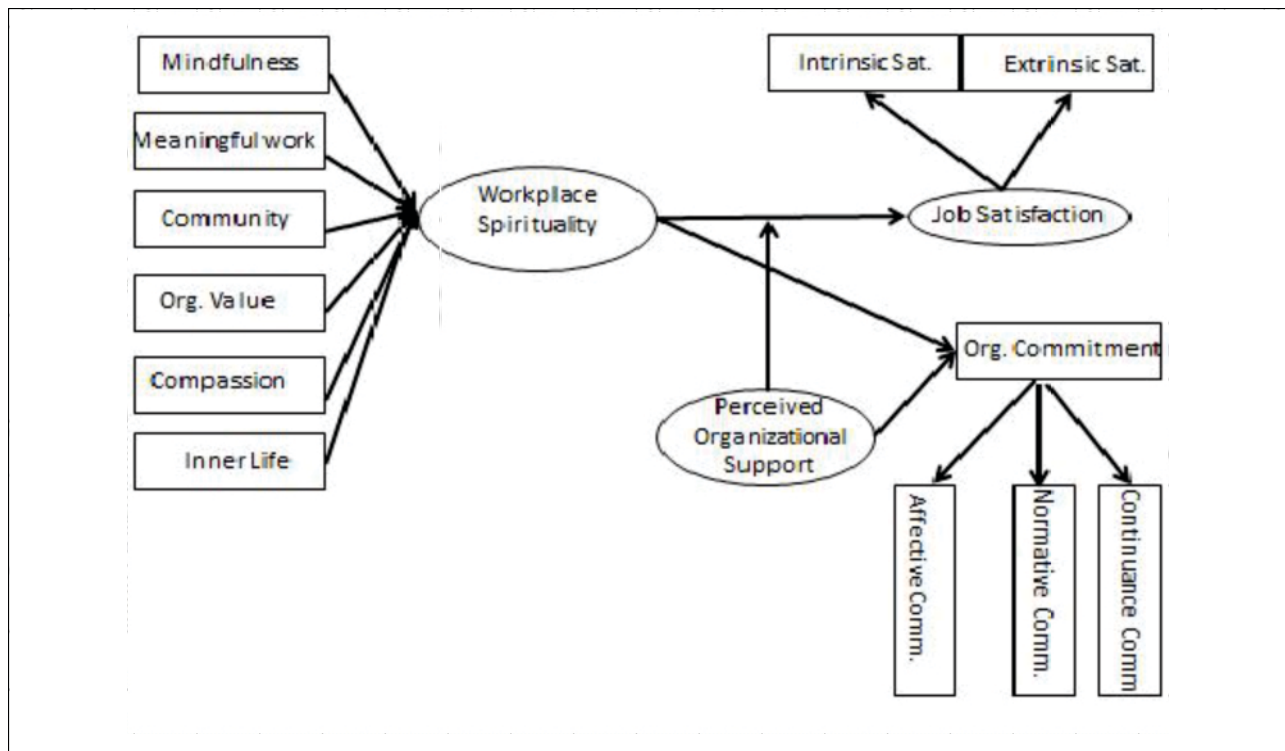 Mindfulness
Meaningful work
Community
Org. Value
Compassion
Inner Life
Workplace
Spirituality
Intrinsic Sat.
Extrinsic Sat.
Job Satisfaction
Org. Commitment
Perceived
Organizational
Support
Affective Comm.
Normative Comm.
Continuance Comm